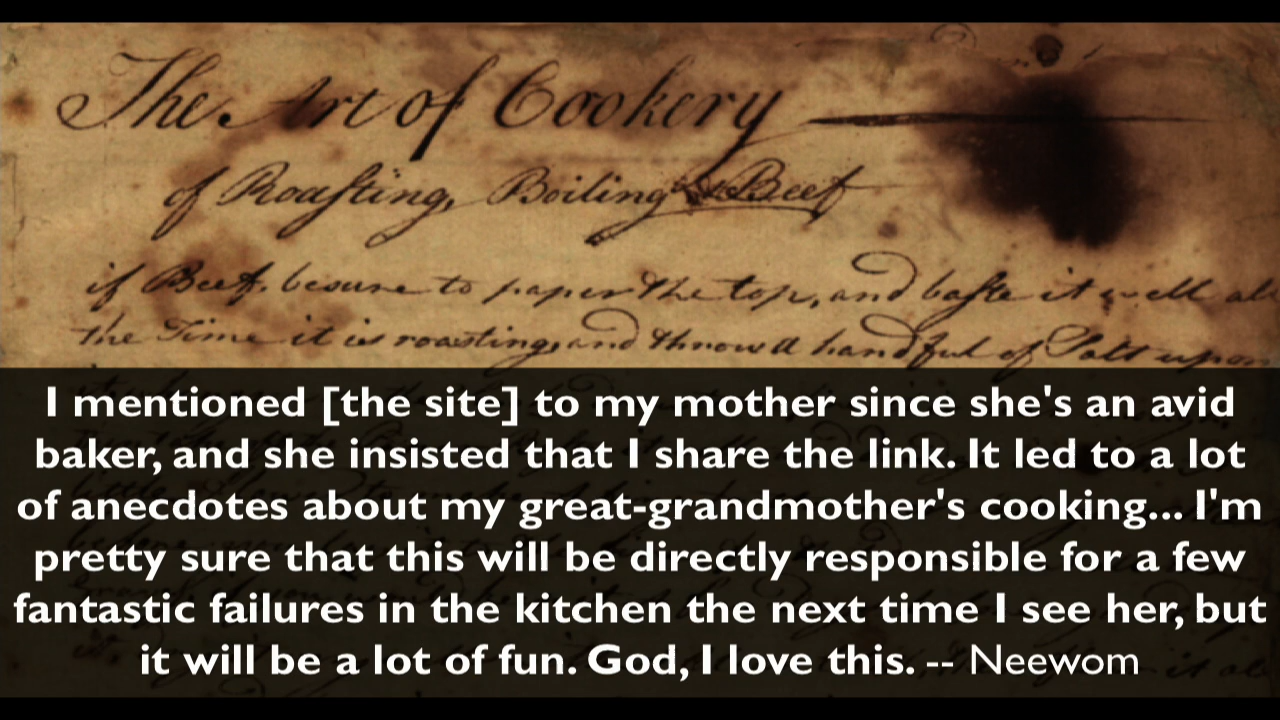 The Art of Cookery
of Roaſting, Boiling &c Beef
if Beef, besure to paper the top, and baſte it well al
the Time it is roasting, and throw a handful of Salt upon
I mentioned [the site] to my mother since she's an avid
baker, and she insisted that I share the link. It led to a lot
of anecdotes about my great-grandmother's cooking... I'm
pretty sure that this will be directly responsible for a few
fantastic failures in the kitchen the next time I see her, but
it will be a lot of fun. God, I love this. -- Neewom